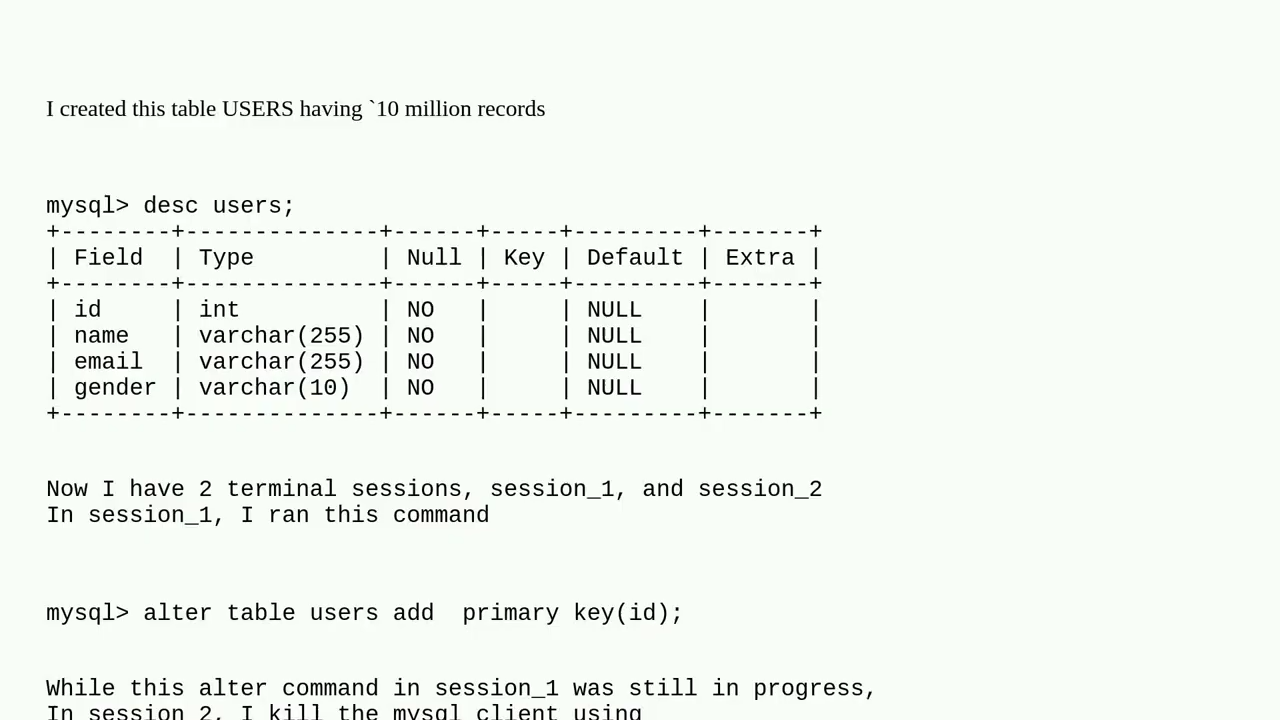 I created this table USERS having `10 million records
mysql> desc users;
+--------+--------------+------+-----+---------+-------+
| Field  | Type         | Null | Key | Default | Extra |
+--------+--------------+------+-----+---------+-------+
| id     | int          | NO   |     | NULL    |       |
| name   | varchar(255) | NO   |     | NULL    |       |
| email  | varchar(255) | NO   |     | NULL    |       |
| gender | varchar(10)  | NO   |     | NULL    |       |
+--------+--------------+------+-----+---------+-------+
Now I have 2 terminal sessions, session_1, and session_2
In session_1, I ran this command
mysql> alter table users add  primary key(id);
While this alter command in session_1 was still in progress,
In session 2, I kill the mysql client using